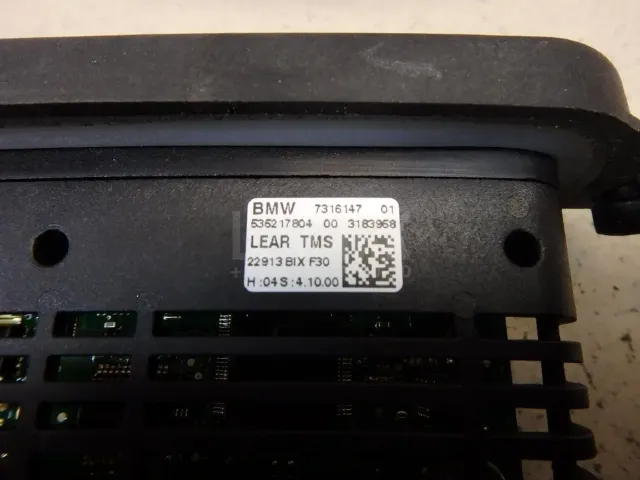 BMW 7316147 01
535217804 00 3183958
LEAR TMS
22913 BIX F30
H:04 S:4.10.00